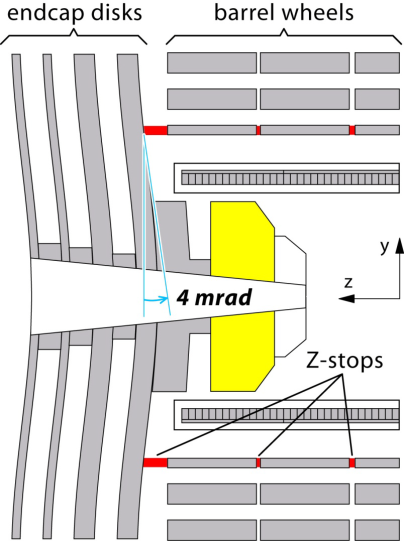 endcap disks
barrel wheels
y
z
4 mrad
Z-stops